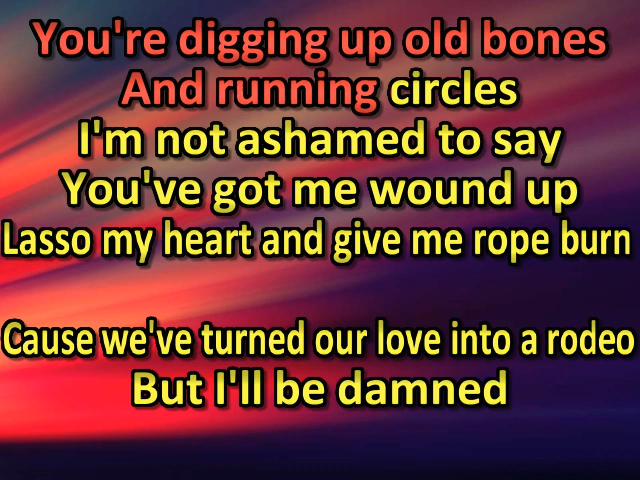 You're digging up old bones
And running circles
I'm not ashamed to say
You've got me wound up
Lasso my heart and give me rope burn
Cause we've turned our love into a rodeo
But I'll be damned